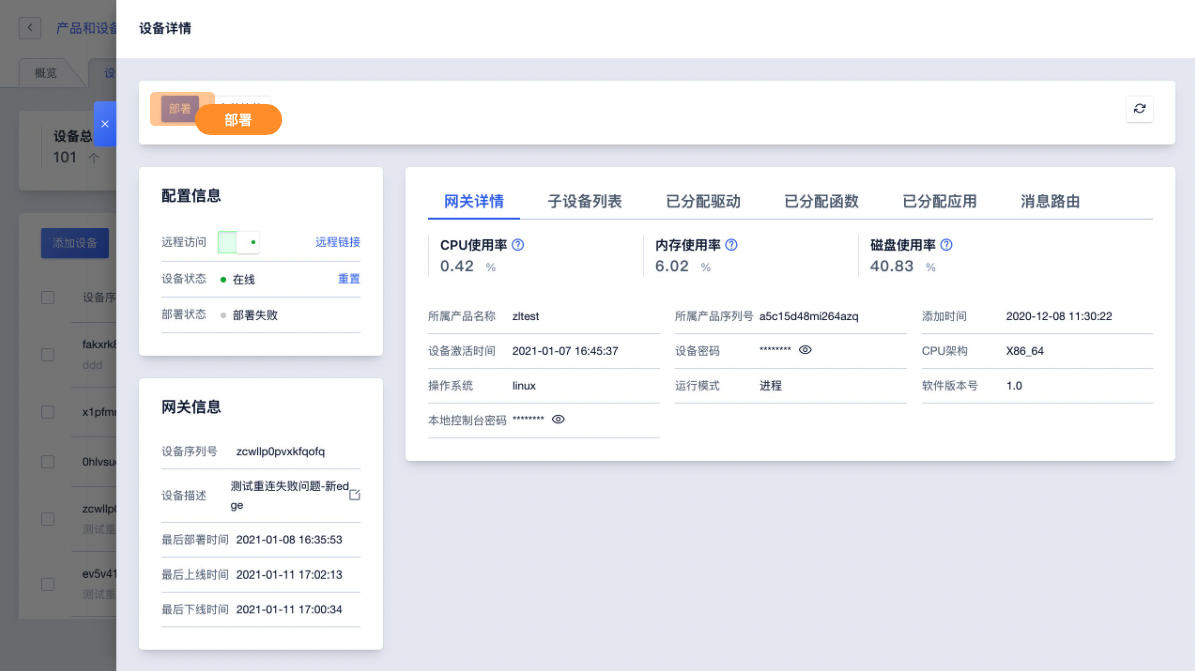 产品和设备
设备详情
概览
设
部署
部署
设备总
101
添加设备
设备序
fakxrk8
ddd
x1pfmr
0hlvsu
zcwllp0
测试重
ev5v41
测试重
配置信息
远程访问 远程链接
设备状态 在线 重置
部署状态 部署失败
网关信息
设备序列号 zcwllp0pvxkfqofq
设备描述 测试重连失败问题-新ed
ge
最后部署时间 2021-01-08 16:35:53
最后上线时间 2021-01-11 17:02:13
最后下线时间 2021-01-11 17:00:34
网关详情 子设备列表 已分配驱动 已分配函数 已分配应用 消息路由
CPU使用率 内存使用率 磁盘使用率
0.42 % 6.02 % 40.83 %
所属产品名称 zltest 所属产品序列号 a5c15d48mi264azq 添加时间 2020-12-08 11:30:22
设备激活时间 2021-01-07 16:45:37 设备密码 ******** CPU架构 X86_64
操作系统 linux 运行模式 进程 软件版本号 1.0
本地控制台密码 ********